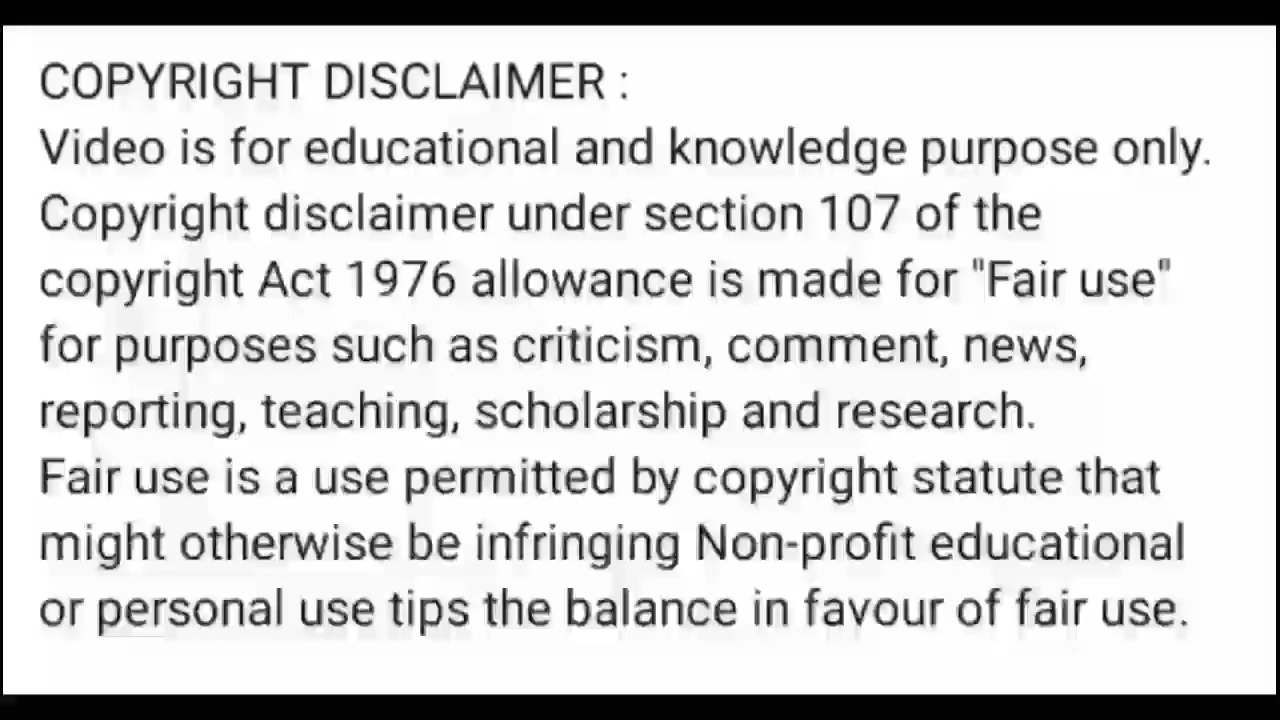 COPYRIGHT DISCLAIMER :
Video is for educational and knowledge purpose only.
Copyright disclaimer under section 107 of the
copyright Act 1976 allowance is made for "Fair use"
for purposes such as criticism, comment, news,
reporting, teaching, scholarship and research.
Fair use is a use permitted by copyright statute that
might otherwise be infringing Non-profit educational
or personal use tips the balance in favour of fair use.